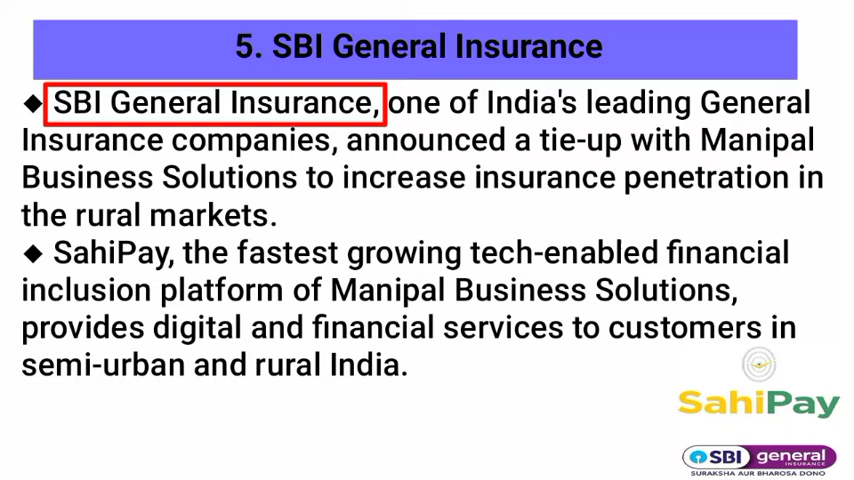 5. SBI General Insurance
◆ SBI General Insurance, one of India's leading General
Insurance companies, announced a tie-up with Manipal
Business Solutions to increase insurance penetration in
the rural markets.
◆ SahiPay, the fastest growing tech-enabled financial
inclusion platform of Manipal Business Solutions,
provides digital and financial services to customers in
semi-urban and rural India.
SahiPay
SBI general
INSURANCE
SURAKSHA AUR BHAROSA DONO